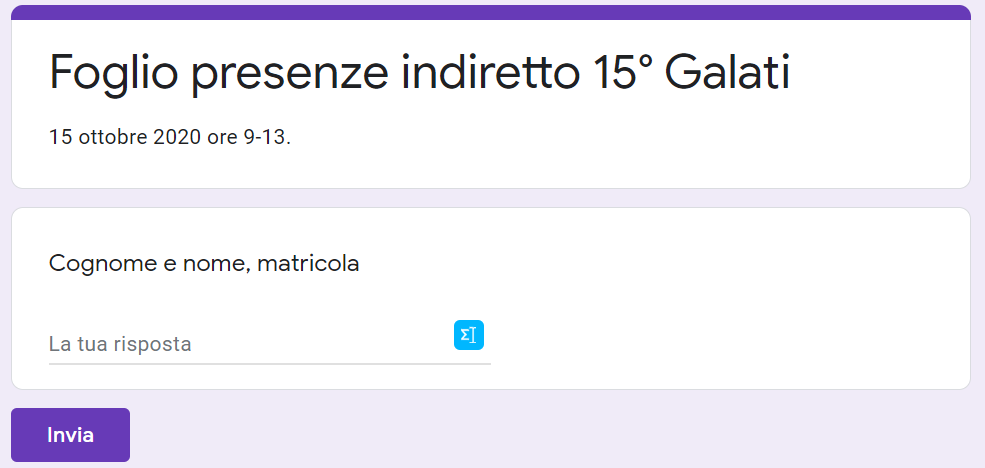 Foglio presenze indiretto 15° Galati
15 ottobre 2020 ore 9-13.
Cognome e nome, matricola
La tua risposta
Invia